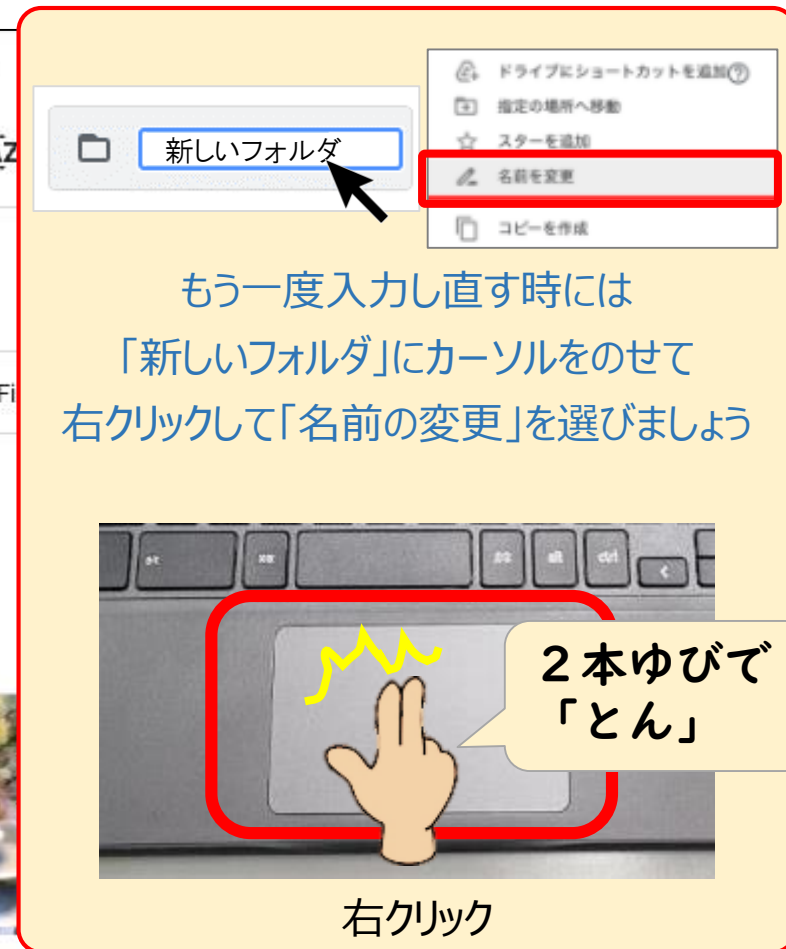 新しいフォルダ
ドライブにショートカットを追加
指定の場所へ移動
スターを追加
名前を変更
コピーを作成
もう一度入力し直す時には
「新しいフォルダ」にカーソルをのせて
右クリックして「名前の変更」を選びましょう
alt
ctrl
２本ゆびで
「とん」
右クリック
Fi